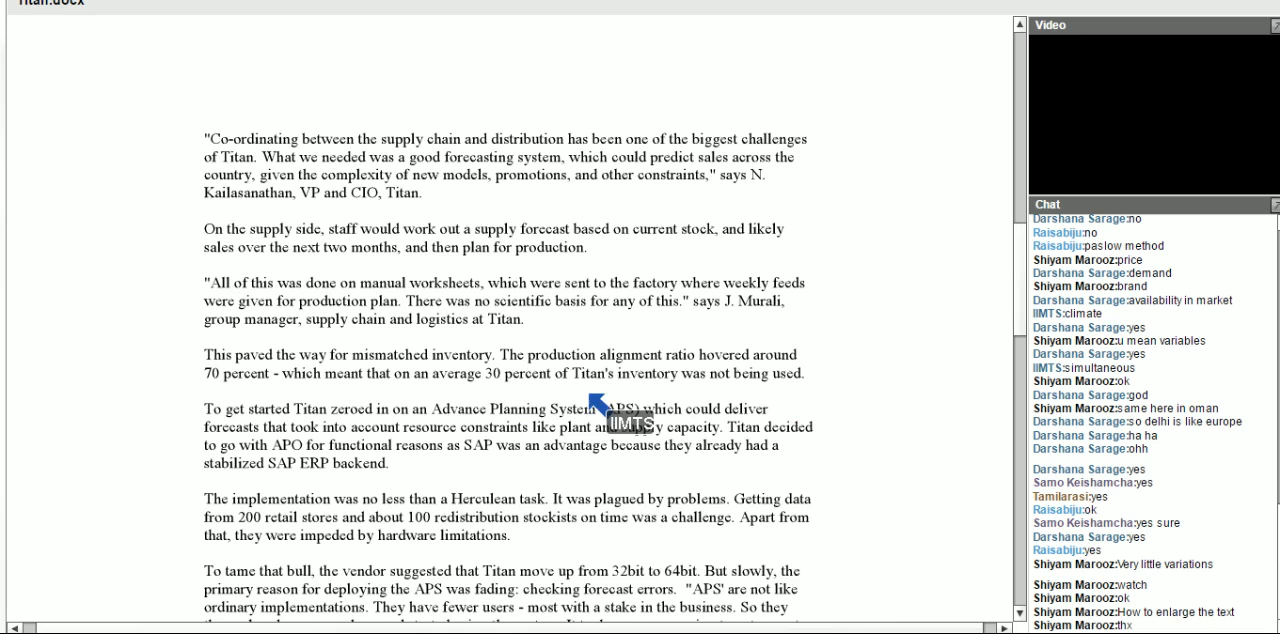 Titan.docx
"Co-ordinating between the supply chain and distribution has been one of the biggest challenges
of Titan. What we needed was a good forecasting system, which could predict sales across the
country, given the complexity of new models, promotions, and other constraints," says N.
Kailasanathan, VP and CIO, Titan.
On the supply side, staff would work out a supply forecast based on current stock, and likely
sales over the next two months, and then plan for production.
"All of this was done on manual worksheets, which were sent to the factory where weekly feeds
were given for production plan. There was no scientific basis for any of this." says J. Murali,
group manager, supply chain and logistics at Titan.
This paved the way for mismatched inventory. The production alignment ratio hovered around
70 percent - which meant that on an average 30 percent of Titan's inventory was not being used.
To get started Titan zeroed in on an Advance Planning System (APS) which could deliver
forecasts that took into account resource constraints like plant and supply capacity. Titan decided
to go with APO for functional reasons as SAP was an advantage because they already had a
stabilized SAP ERP backend.
The implementation was no less than a Herculean task. It was plagued by problems. Getting data
from 200 retail stores and about 100 redistribution stockists on time was a challenge. Apart from
that, they were impeded by hardware limitations.
To tame that bull, the vendor suggested that Titan move up from 32bit to 64bit. But slowly, the
primary reason for deploying the APS was fading: checking forecast errors. "APS' are not like
ordinary implementations. They have fewer users - most with a stake in the business. So they
IIMTS
Video
Chat
Darshana Sarage:no
Raisabiju:no
Raisabiju:paslow method
Shiyam Marooz:price
Darshana Sarage:demand
Shiyam Marooz:brand
Darshana Sarage:availability in market
IIMTS:climate
Darshana Sarage:yes
Shiyam Marooz:u mean variables
Darshana Sarage:yes
IIMTS:simultaneous
Shiyam Marooz:ok
Darshana Sarage:god
Shiyam Marooz:same here in oman
Darshana Sarage:so delhi is like europe
Darshana Sarage:ha ha
Darshana Sarage:ohh
Darshana Sarage:yes
Samo Keishamcha:yes
Tamilarasi:yes
Raisabiju:ok
Samo Keishamcha:yes sure
Darshana Sarage:yes
Raisabiju:yes
Shiyam Marooz:Very little variations
Shiyam Marooz:watch
Shiyam Marooz:ok
Shiyam Marooz:How to enlarge the text
Shiyam Marooz:thx